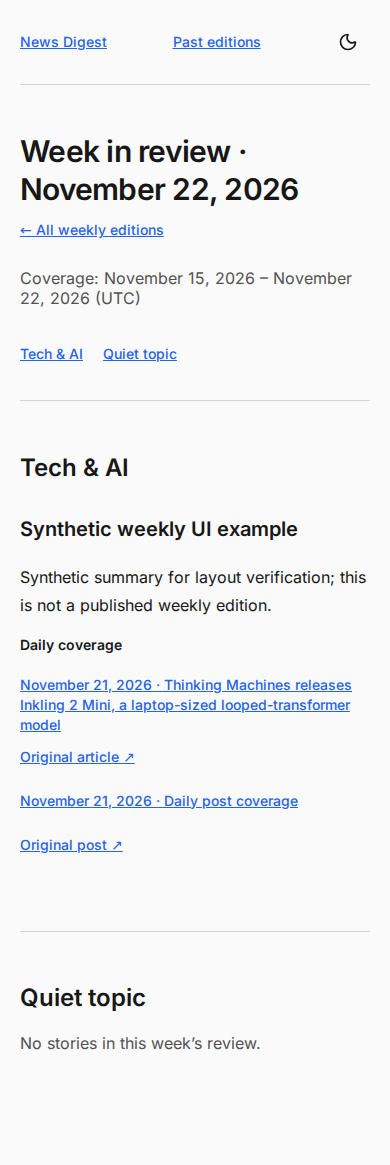 News Digest
Past editions
Week in review ·
November 22, 2026
← All weekly editions
Coverage: November 15, 2026 – November
22, 2026 (UTC)
Tech & AI
Quiet topic
Tech & AI
Synthetic weekly UI example
Synthetic summary for layout verification; this
is not a published weekly edition.
Daily coverage
November 21, 2026 · Thinking Machines releases
Inkling 2 Mini, a laptop-sized looped-transformer
model
Original article ↗
November 21, 2026 · Daily post coverage
Original post ↗
Quiet topic
No stories in this week’s review.